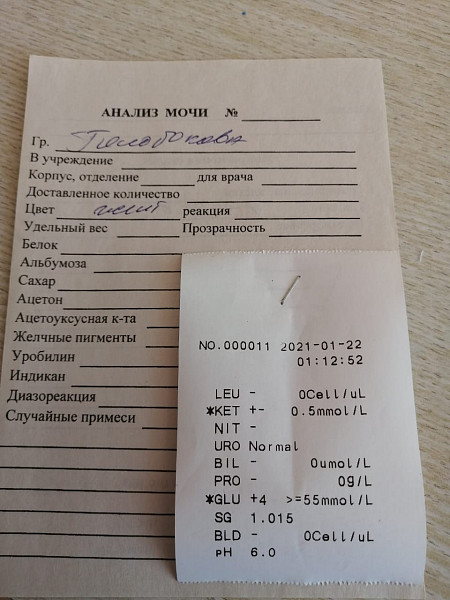 АНАЛИЗ МОЧИ №
Гр.
В учреждение
Корпус, отделение для врача
Доставленное количество
Цвет реакция
Удельный вес Прозрачность
Белок
Альбумоза
Сахар
Ацетон
Ацетоуксусная к-та
Желчные пигменты
Уробилин
Индикан
Диазореакция
Случайные примеси
NO.000011 2021-01-22
01:12:52
LEU - 0Cell/uL
*KET +- 0.5mmol/L
NIT -
URO Normal
BIL - 0umol/L
PRO - 0g/L
*GLU +4 >=55mmol/L
SG 1.015
BLD - 0Cell/uL
pH 6.0